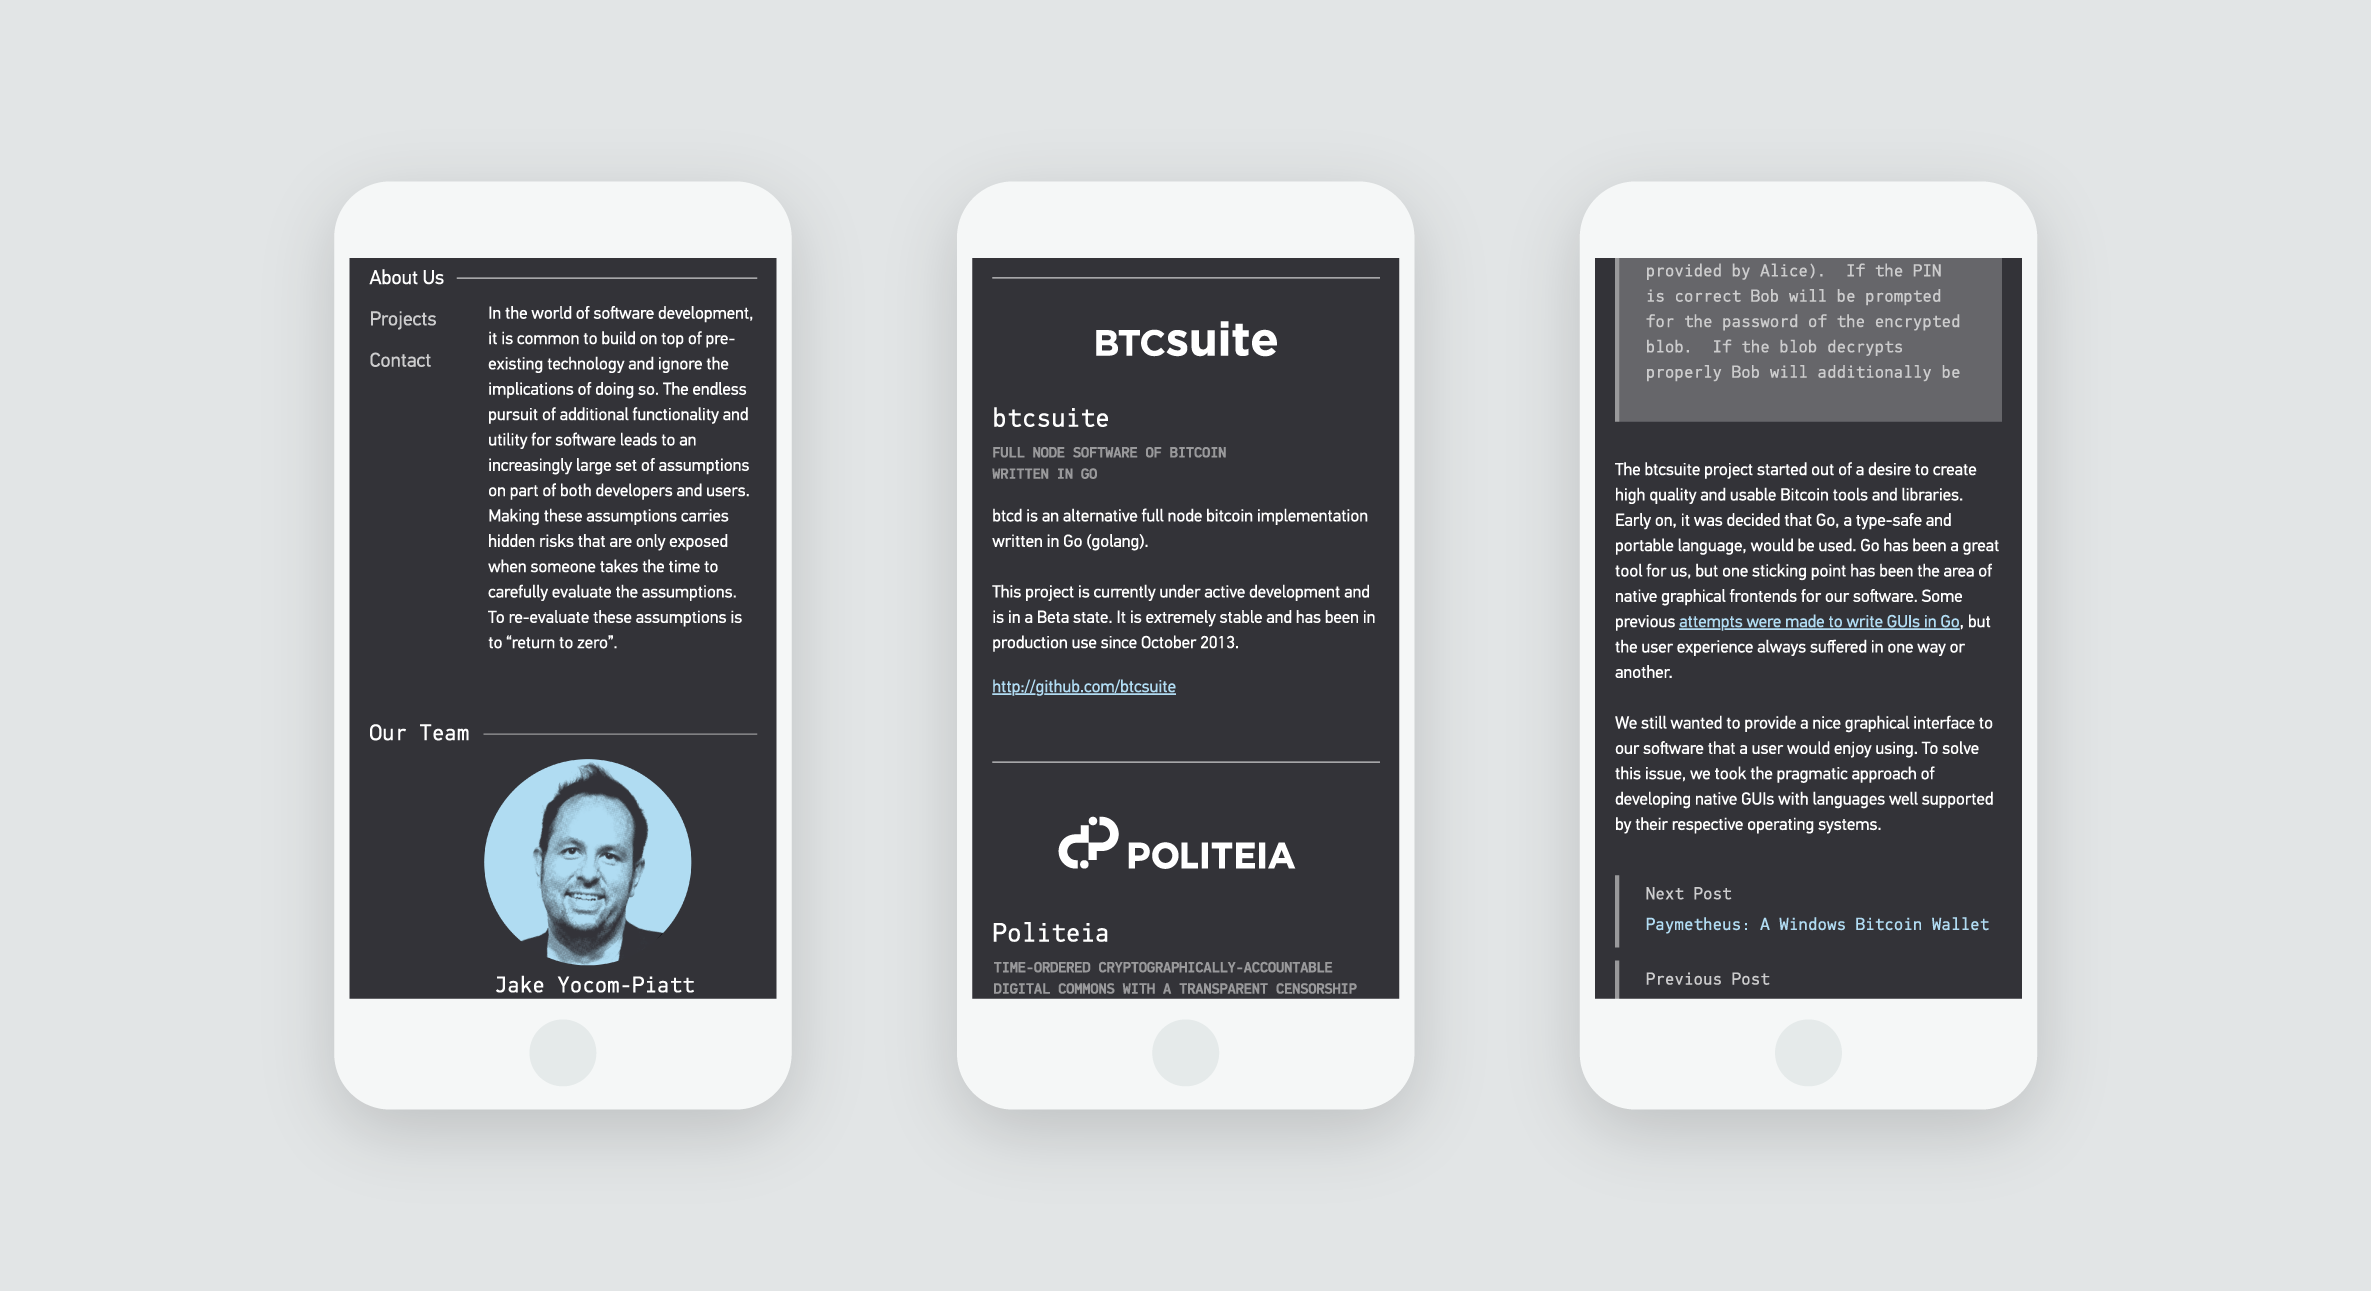 About Us
Projects
Contact
In the world of software development,
it is common to build on top of pre-
existing technology and ignore the
implications of doing so. The endless
pursuit of additional functionality and
utility for software leads to an
increasingly large set of assumptions
on part of both developers and users.
Making these assumptions carries
hidden risks that are only exposed
when someone takes the time to
carefully evaluate the assumptions.
To re-evaluate these assumptions is
to “return to zero”.
Our Team
Jake Yocom-Piatt
BTCsuite
btcsuite
FULL NODE SOFTWARE OF BITCOIN
WRITTEN IN GO
btcd is an alternative full node bitcoin implementation
written in Go (golang).
This project is currently under active development and
is in a Beta state. It is extremely stable and has been in
production use since October 2013.
http://github.com/btcsuite
POLITEIA
Politeia
TIME-ORDERED CRYPTOGRAPHICALLY-ACCOUNTABLE
DIGITAL COMMONS WITH A TRANSPARENT CENSORSHIP
provided by Alice).  If the PIN
is correct Bob will be prompted
for the password of the encrypted
blob.  If the blob decrypts
properly Bob will additionally be
The btcsuite project started out of a desire to create
high quality and usable Bitcoin tools and libraries.
Early on, it was decided that Go, a type-safe and
portable language, would be used. Go has been a great
tool for us, but one sticking point has been the area of
native graphical frontends for our software. Some
previous attempts were made to write GUIs in Go, but
the user experience always suffered in one way or
another.
We still wanted to provide a nice graphical interface to
our software that a user would enjoy using. To solve
this issue, we took the pragmatic approach of
developing native GUIs with languages well supported
by their respective operating systems.
Next Post
Paymetheus: A Windows Bitcoin Wallet
Previous Post